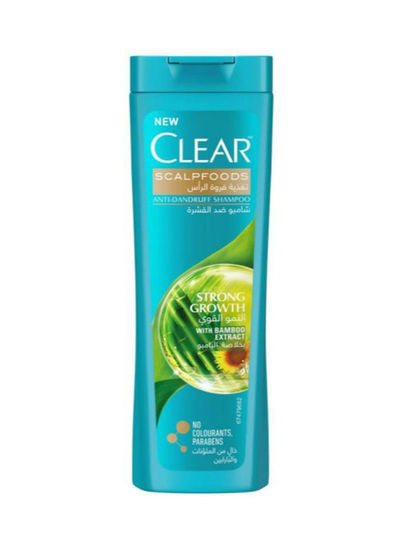 NEW
CLEAR
SCALPFOODS
تغذية فروة الرأس
ANTI-DANDRUFF SHAMPOO
شامبو ضد القشرة
STRONG
GROWTH
النمو القوي
WITH BAMBOO
EXTRACT
بخلاصة البامبو
67479682
NO
COLOURANTS,
PARABENS
خال من الملونات
والبارابين